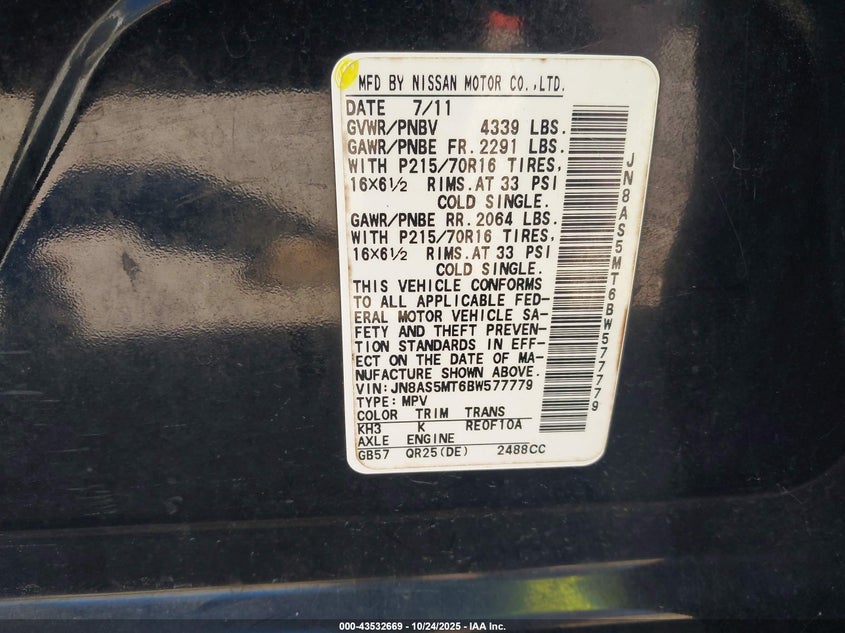 MFD BY NISSAN MOTOR CO.,LTD.
DATE 7/11
GVWR/PNBV 4339 LBS.
GAWR/PNBE FR. 2291 LBS.
WITH P215/70R16 TIRES,
16×6½ RIMS. AT 33 PSI
COLD SINGLE.
GAWR/PNBE RR. 2064 LBS.
WITH P215/70R16 TIRES,
16×6½ RIMS. AT 33 PSI
COLD SINGLE.
THIS VEHICLE CONFORMS
TO ALL APPLICABLE FED-
ERAL MOTOR VEHICLE SA-
FETY AND THEFT PREVEN-
TION STANDARDS IN EFF-
ECT ON THE DATE OF MA-
NUFACTURE SHOWN ABOVE.
VIN:JN8AS5MT6BW577779
TYPE: MPV
COLOR TRIM TRANS
KH3 K RE0F10A
AXLE ENGINE
GB57 QR25(DE) 2488CC
JN8AS5MT6BW577779
000-43532669 - 10/24/2025 - IAA Inc.